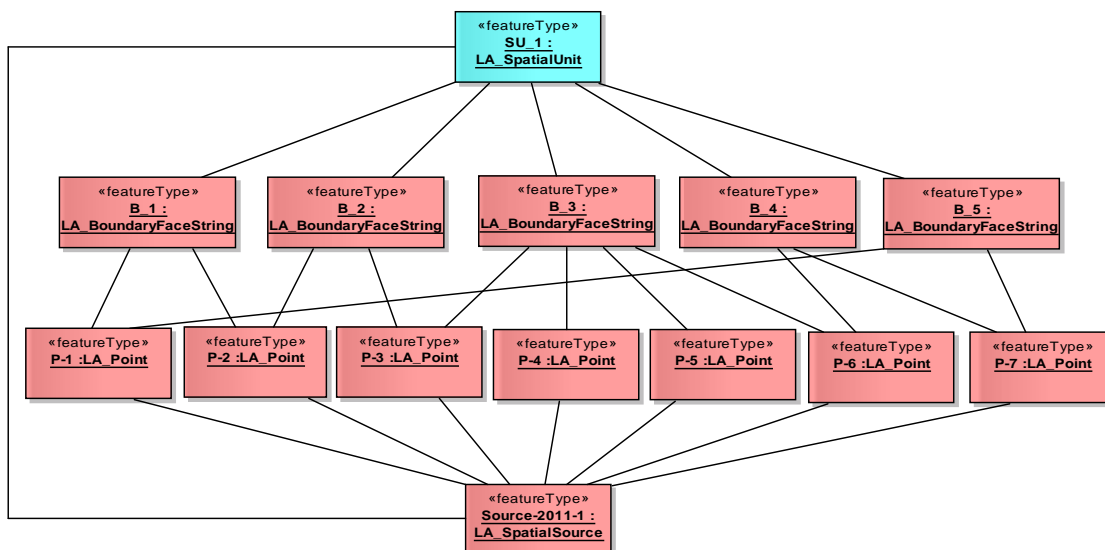 «featureType»
SU_1 :
LA_SpatialUnit
«featureType»
B_1 :
LA_BoundaryFaceString
«featureType»
B_2 :
LA_BoundaryFaceString
«featureType»
B_3 :
LA_BoundaryFaceString
«featureType»
B_4 :
LA_BoundaryFaceString
«featureType»
B_5 :
LA_BoundaryFaceString
«featureType»
P-1 :LA_Point
«featureType»
P-2 :LA_Point
«featureType»
P-3 :LA_Point
«featureType»
P-4 :LA_Point
«featureType»
P-5 :LA_Point
«featureType»
P-6 :LA_Point
«featureType»
P-7 :LA_Point
«featureType»
Source-2011-1 :
LA_SpatialSource